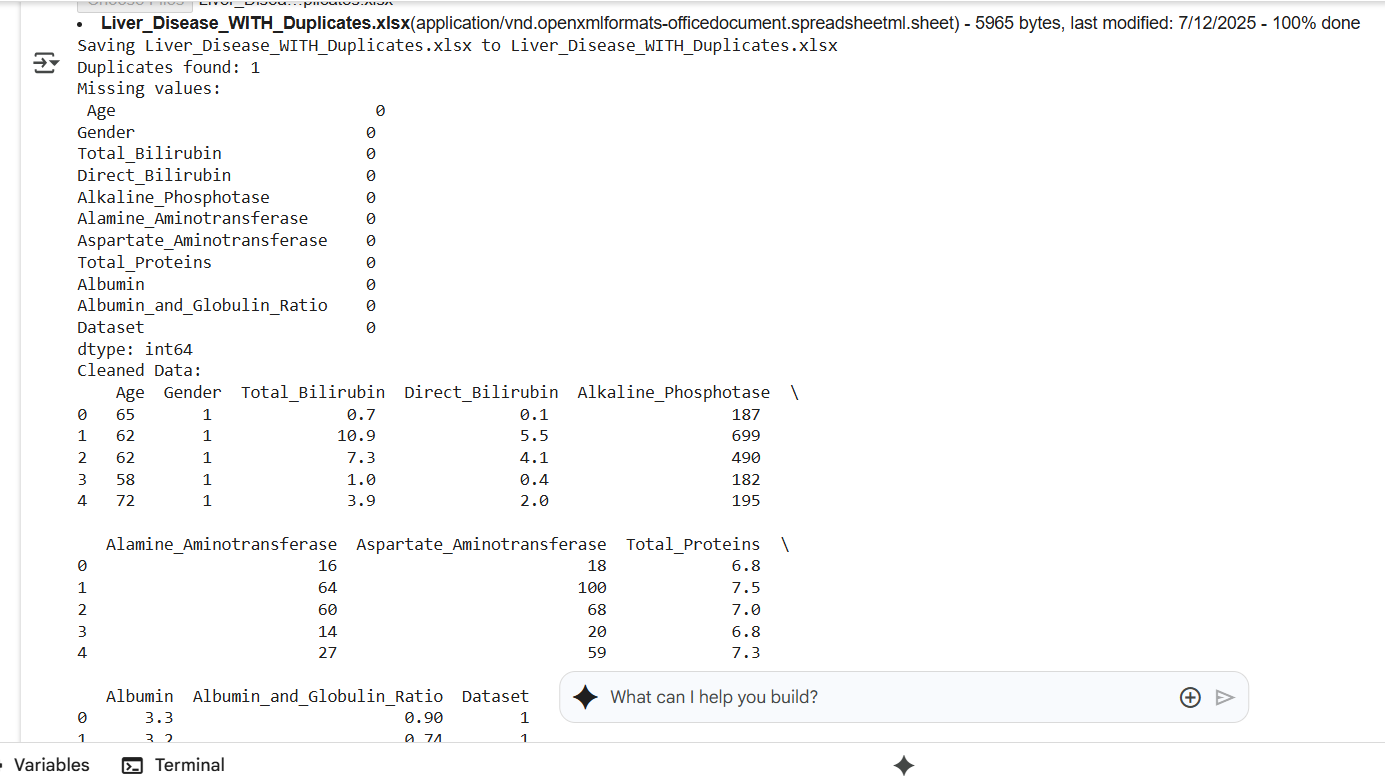 Liver_Disease_WITH_Duplicates.xlsx(application/vnd.openxmlformats-officedocument.spreadsheetml.sheet) - 5965 bytes, last modified: 7/12/2025 - 100% done
Saving Liver_Disease_WITH_Duplicates.xlsx to Liver_Disease_WITH_Duplicates.xlsx
Duplicates found: 1
Missing values:
Age 0
Gender 0
Total_Bilirubin 0
Direct_Bilirubin 0
Alkaline_Phosphotase 0
Alamine_Aminotransferase 0
Aspartate_Aminotransferase 0
Total_Proteins 0
Albumin 0
Albumin_and_Globulin_Ratio 0
Dataset 0
dtype: int64
Cleaned Data:
Age Gender Total_Bilirubin Direct_Bilirubin Alkaline_Phosphotase \
0 65 1 0.7 0.1 187
1 62 1 10.9 5.5 699
2 62 1 7.3 4.1 490
3 58 1 1.0 0.4 182
4 72 1 3.9 2.0 195
Alamine_Aminotransferase Aspartate_Aminotransferase Total_Proteins \
0 16 18 6.8
1 64 100 7.5
2 60 68 7.0
3 14 20 6.8
4 27 59 7.3
Albumin Albumin_and_Globulin_Ratio Dataset
0 3.3 0.90 1
1 3.2 0.74 1
What can I help you build?
Variables Terminal